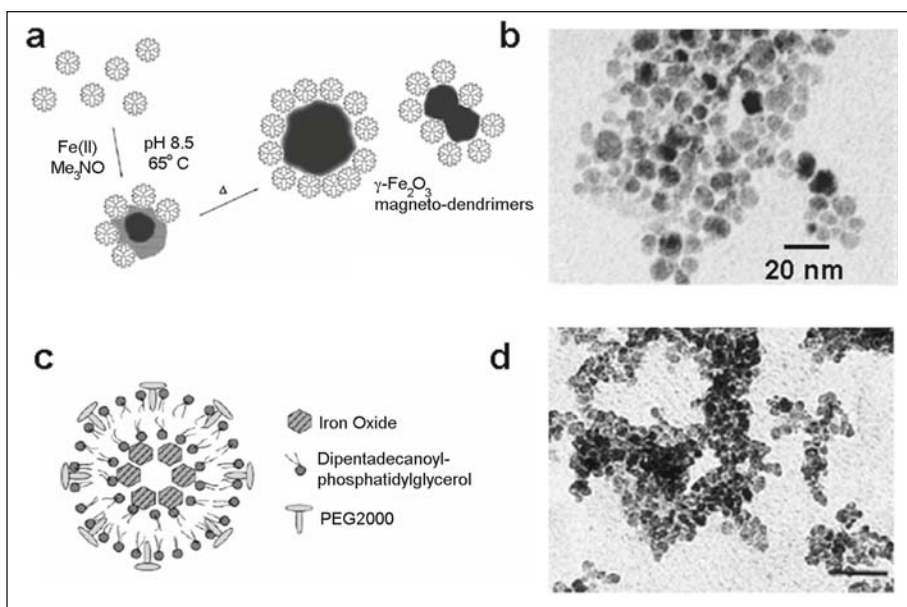 a
Fe(II)
Me₃NO
pH 8.5
65° C
Δ
γ-Fe₂O₃
magneto-dendrimers
b
20 nm
c
Iron Oxide
Dipentadecanoyl-
phosphatidylglycerol
PEG2000
d